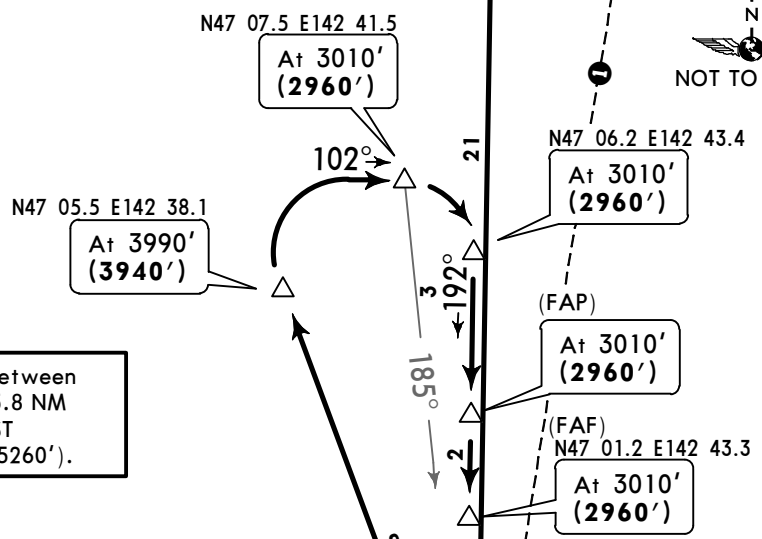 N47 07.5 E142 41.5
At 3010'
(2960')
N
NOT TO
102°
21
N47 06.2 E142 43.4
At 3010'
(2960')
N47 05.5 E142 38.1
At 3990'
(3940')
3
192°
185°
(FAP)
At 3010'
(2960')
etween
.8 NM
ST
5260').
2
(FAF)
N47 01.2 E142 43.3
At 3010'
(2960')